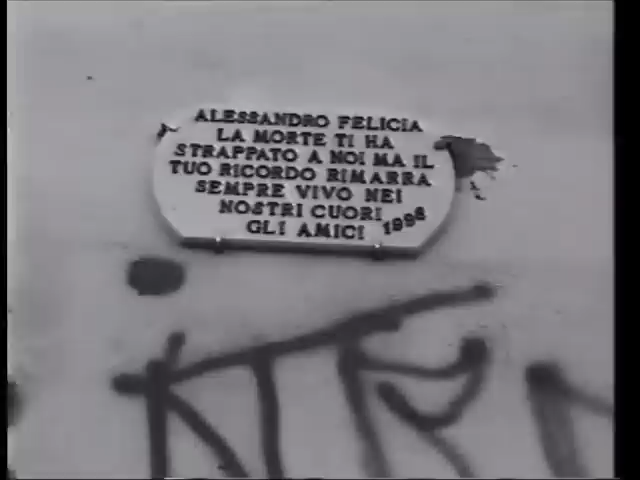 ALESSANDRO FELICIA
LA MORTE TI HA
STRAPPATO A NOI MA IL
TUO RICORDO RIMARRA
SEMPRE VIVO NEI
NOSTRI CUORI
GLI AMICI 1998